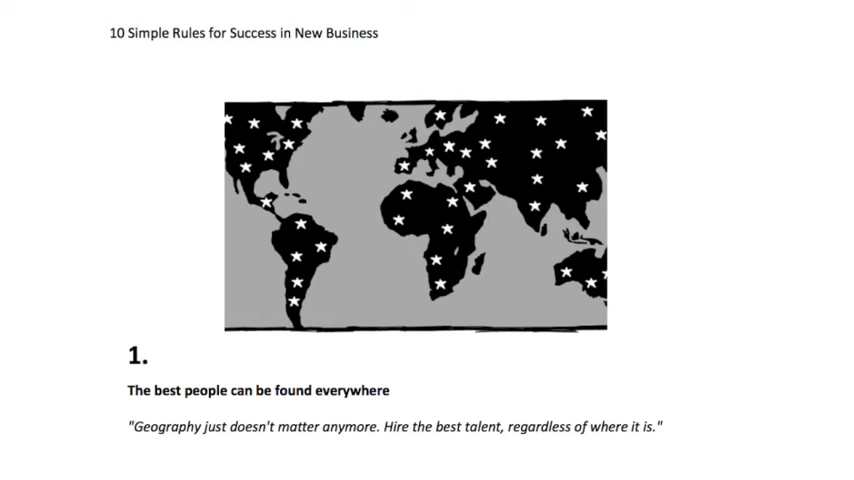 10 Simple Rules for Success in New Business
1.
The best people can be found everywhere
"Geography just doesn't matter anymore. Hire the best talent, regardless of where it is."